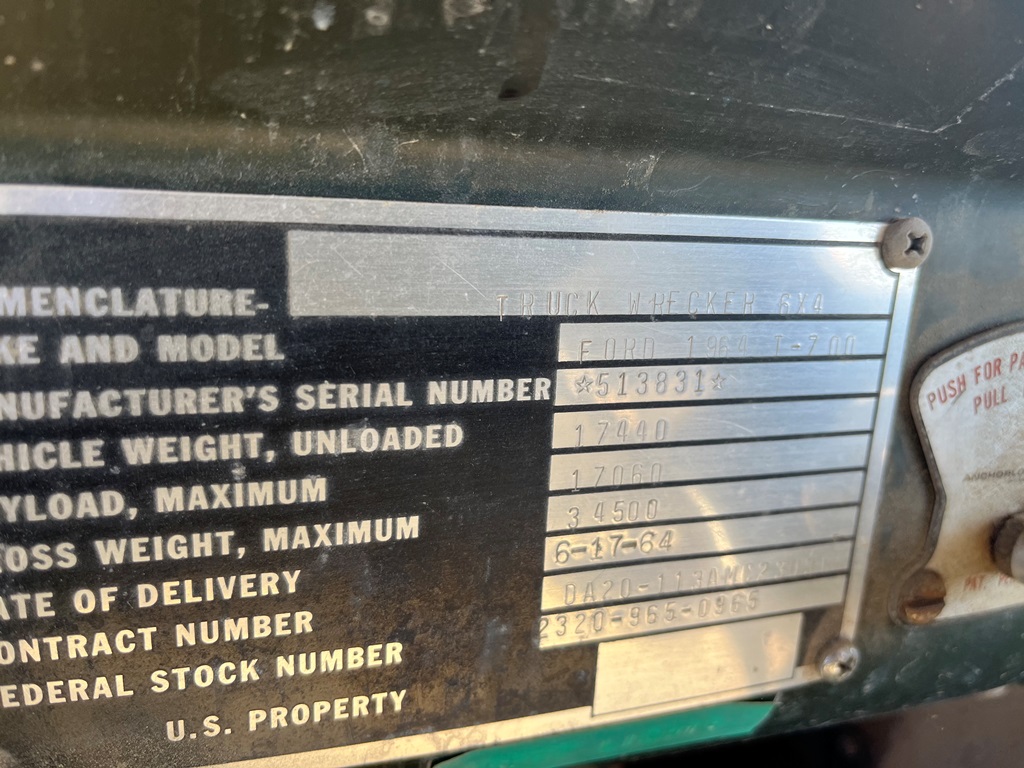 MENCLATURE- TRUCK WRECKER 6X4
KE AND MODEL FORD 1964 T-700
NUFACTURER'S SERIAL NUMBER *513831*
HICLE WEIGHT, UNLOADED 17440
YLOAD, MAXIMUM 17060
OSS WEIGHT, MAXIMUM 34500
ATE OF DELIVERY 6-17-64
ONTRACT NUMBER
EDERAL STOCK NUMBER 2320-965-0965
U.S. PROPERTY
PUSH FOR PA
PULL
PAT.